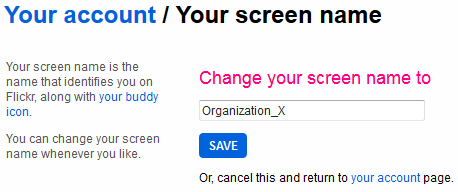 Your account / Your screen name
Your screen name is the
name that identifies you on
Flickr, along with your buddy
icon.
You can change your screen
name whenever you like.
Change your screen name to
Organization_X
SAVE
Or, cancel this and return to your account page.